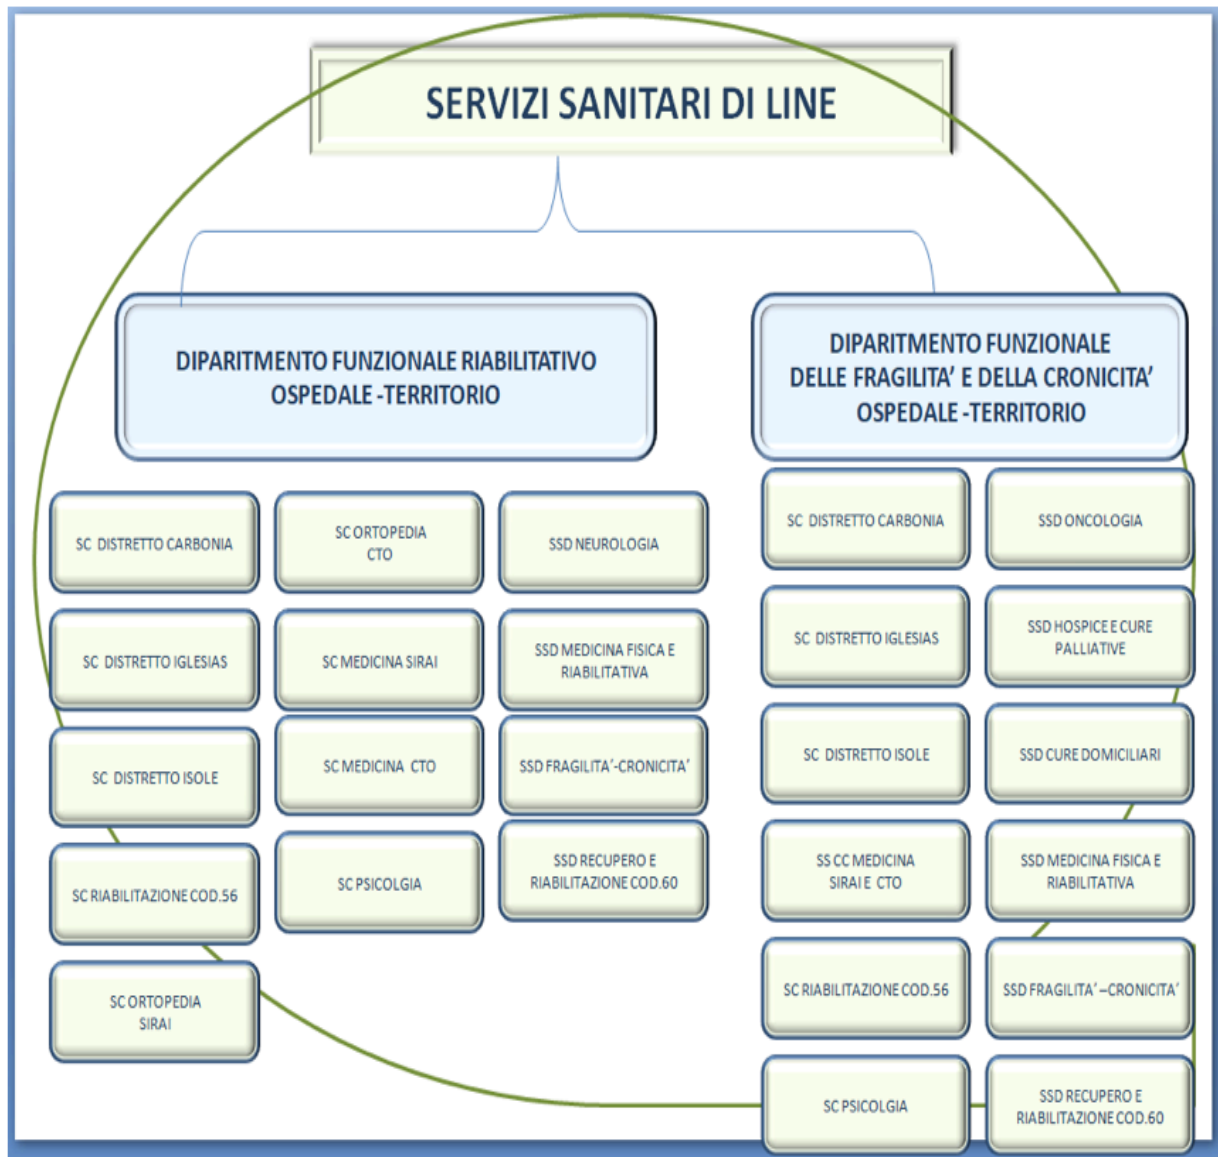 SERVIZI SANITARI DI LINE
DIPARITMENTO FUNZIONALE RIABILITATIVO
OSPEDALE -TERRITORIO
SC DISTRETTO CARBONIA
SC DISTRETTO IGLESIAS
SC DISTRETTO ISOLE
SC RIABILITAZIONE COD.56
SC ORTOPEDIA
SIRAI
SC ORTOPEDIA
CTO
SC MEDICINA SIRAI
SC MEDICINA CTO
SC PSICOLGIA
SSD NEUROLOGIA
SSD MEDICINA FISICA E
RIABILITATIVA
SSD FRAGILITA'-CRONICITA'
SSD RECUPERO E
RIABILITAZIONE COD.60
DIPARITMENTO FUNZIONALE
DELLE FRAGILITA' E DELLA CRONICITA'
OSPEDALE -TERRITORIO
SC DISTRETTO CARBONIA
SC DISTRETTO IGLESIAS
SC DISTRETTO ISOLE
SS CC MEDICINA
SIRAI E CTO
SC RIABILITAZIONE COD.56
SC PSICOLGIA
SSD ONCOLOGIA
SSD HOSPICE E CURE
PALLIATIVE
SSD CURE DOMICILIARI
SSD MEDICINA FISICA E
RIABILITATIVA
SSD FRAGILITA' –CRONICITA'
SSD RECUPERO E
RIABILITAZIONE COD.60